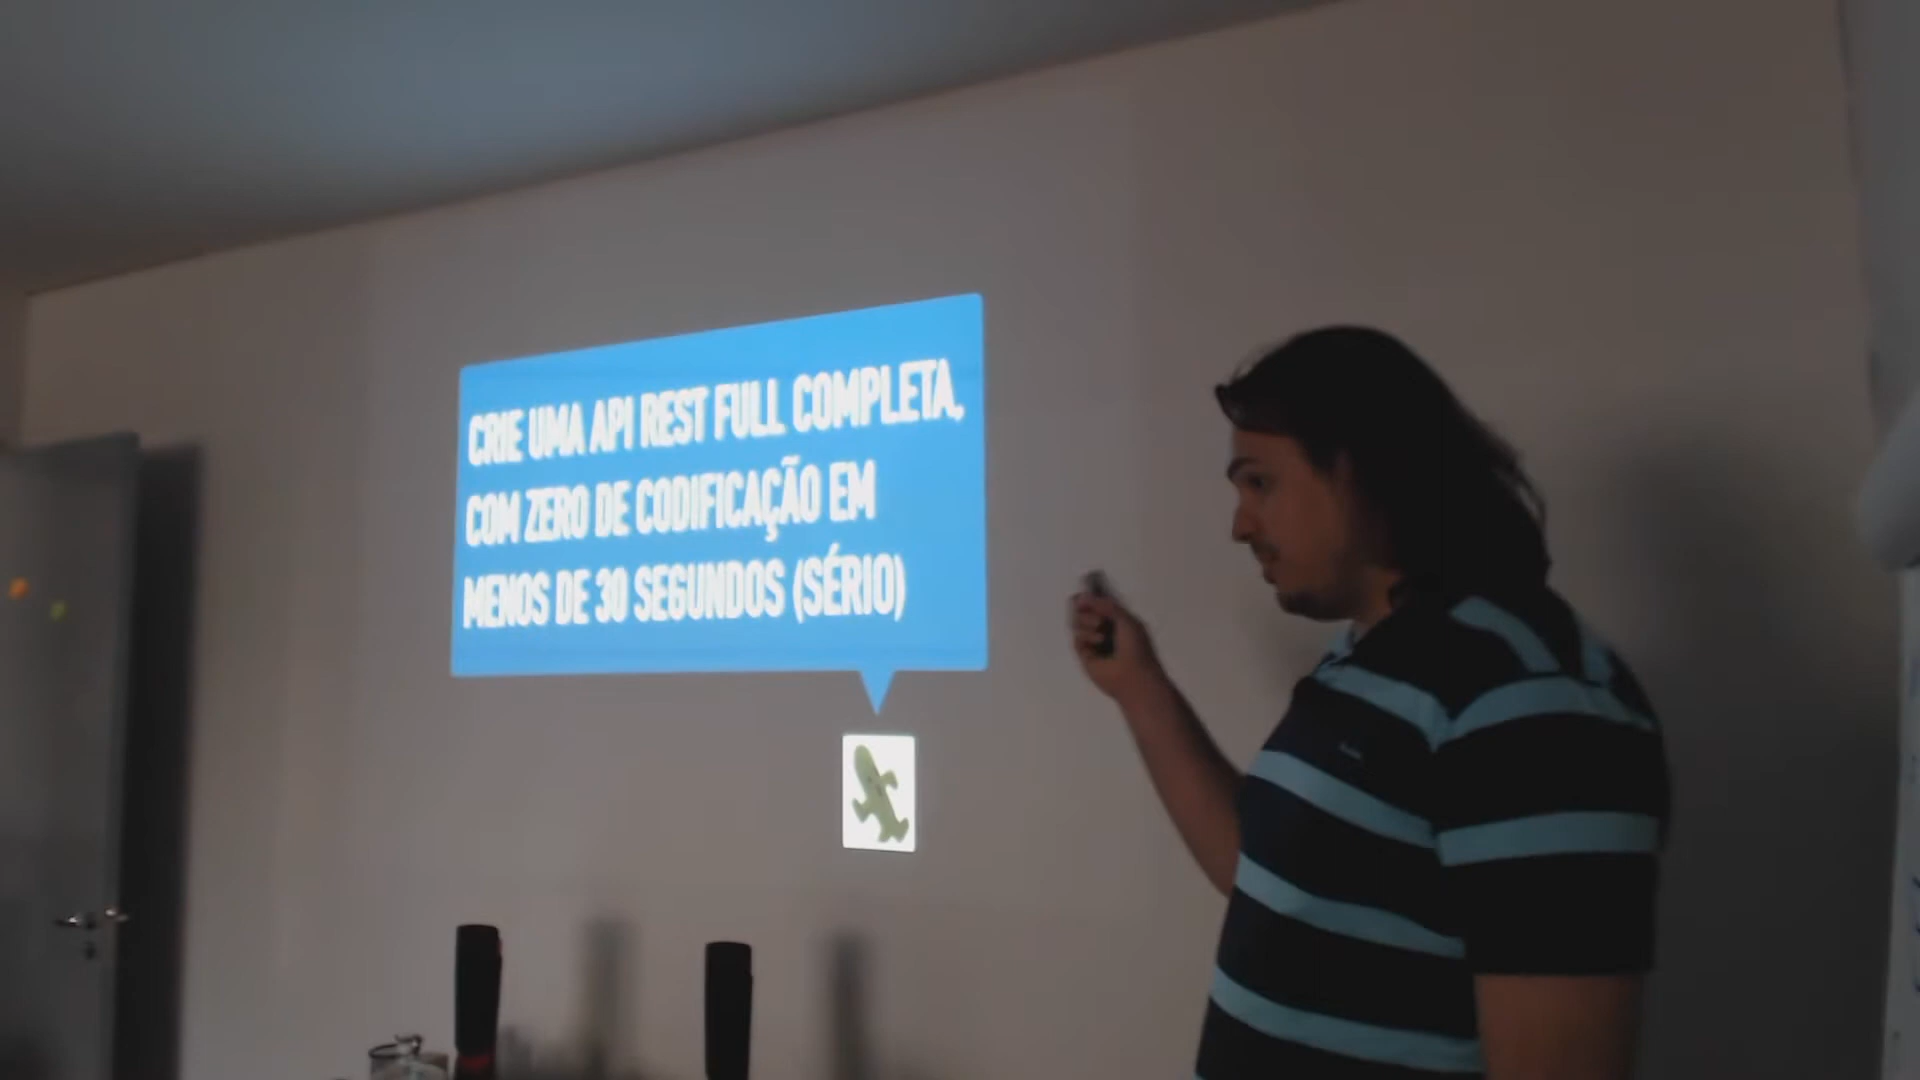 CRIE UMA API REST FULL COMPLETA,
COM ZERO DE CODIFICAÇÃO EM
MENOS DE 30 SEGUNDOS (SÉRIO)